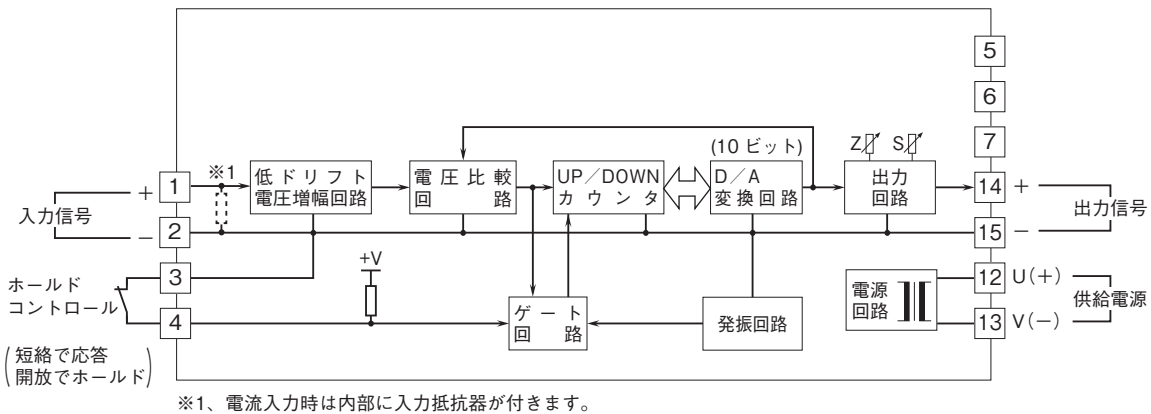 5
6
7
(10 ビット)
Z
S
※1
1
+
低ドリフト
電圧増幅回路
電圧比較
回 路
UP/DOWN
カウンタ
D/A
変換回路
出力
回路
14
+
入力信号
出力信号
2
−
15
−
3
+V
ホールド
コントロール
4
ゲート
回 路
発振回路
電源
回路
12
U(+)
供給電源
13
V(−)
(短絡で応答
開放でホールド)
※1、電流入力時は内部に入力抵抗器が付きます。